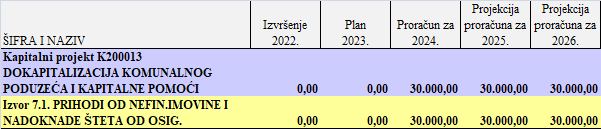 ŠIFRA I NAZIV Izvršenje 2022. Plan 2023. Proračun za 2024. Projekcija proračuna za 2025. Projekcija proračuna za 2026.
Kapitalni projekt K200013
DOKAPITALIZACIJA KOMUNALNOG
PODUZEĆA I KAPITALNE POMOĆI 0,00 0,00 30.000,00 30.000,00 30.000,00
Izvor 7.1. PRIHODI OD NEFIN.IMOVINE I
NADOKNADE ŠTETA OD OSIG. 0,00 0,00 30.000,00 30.000,00 30.000,00